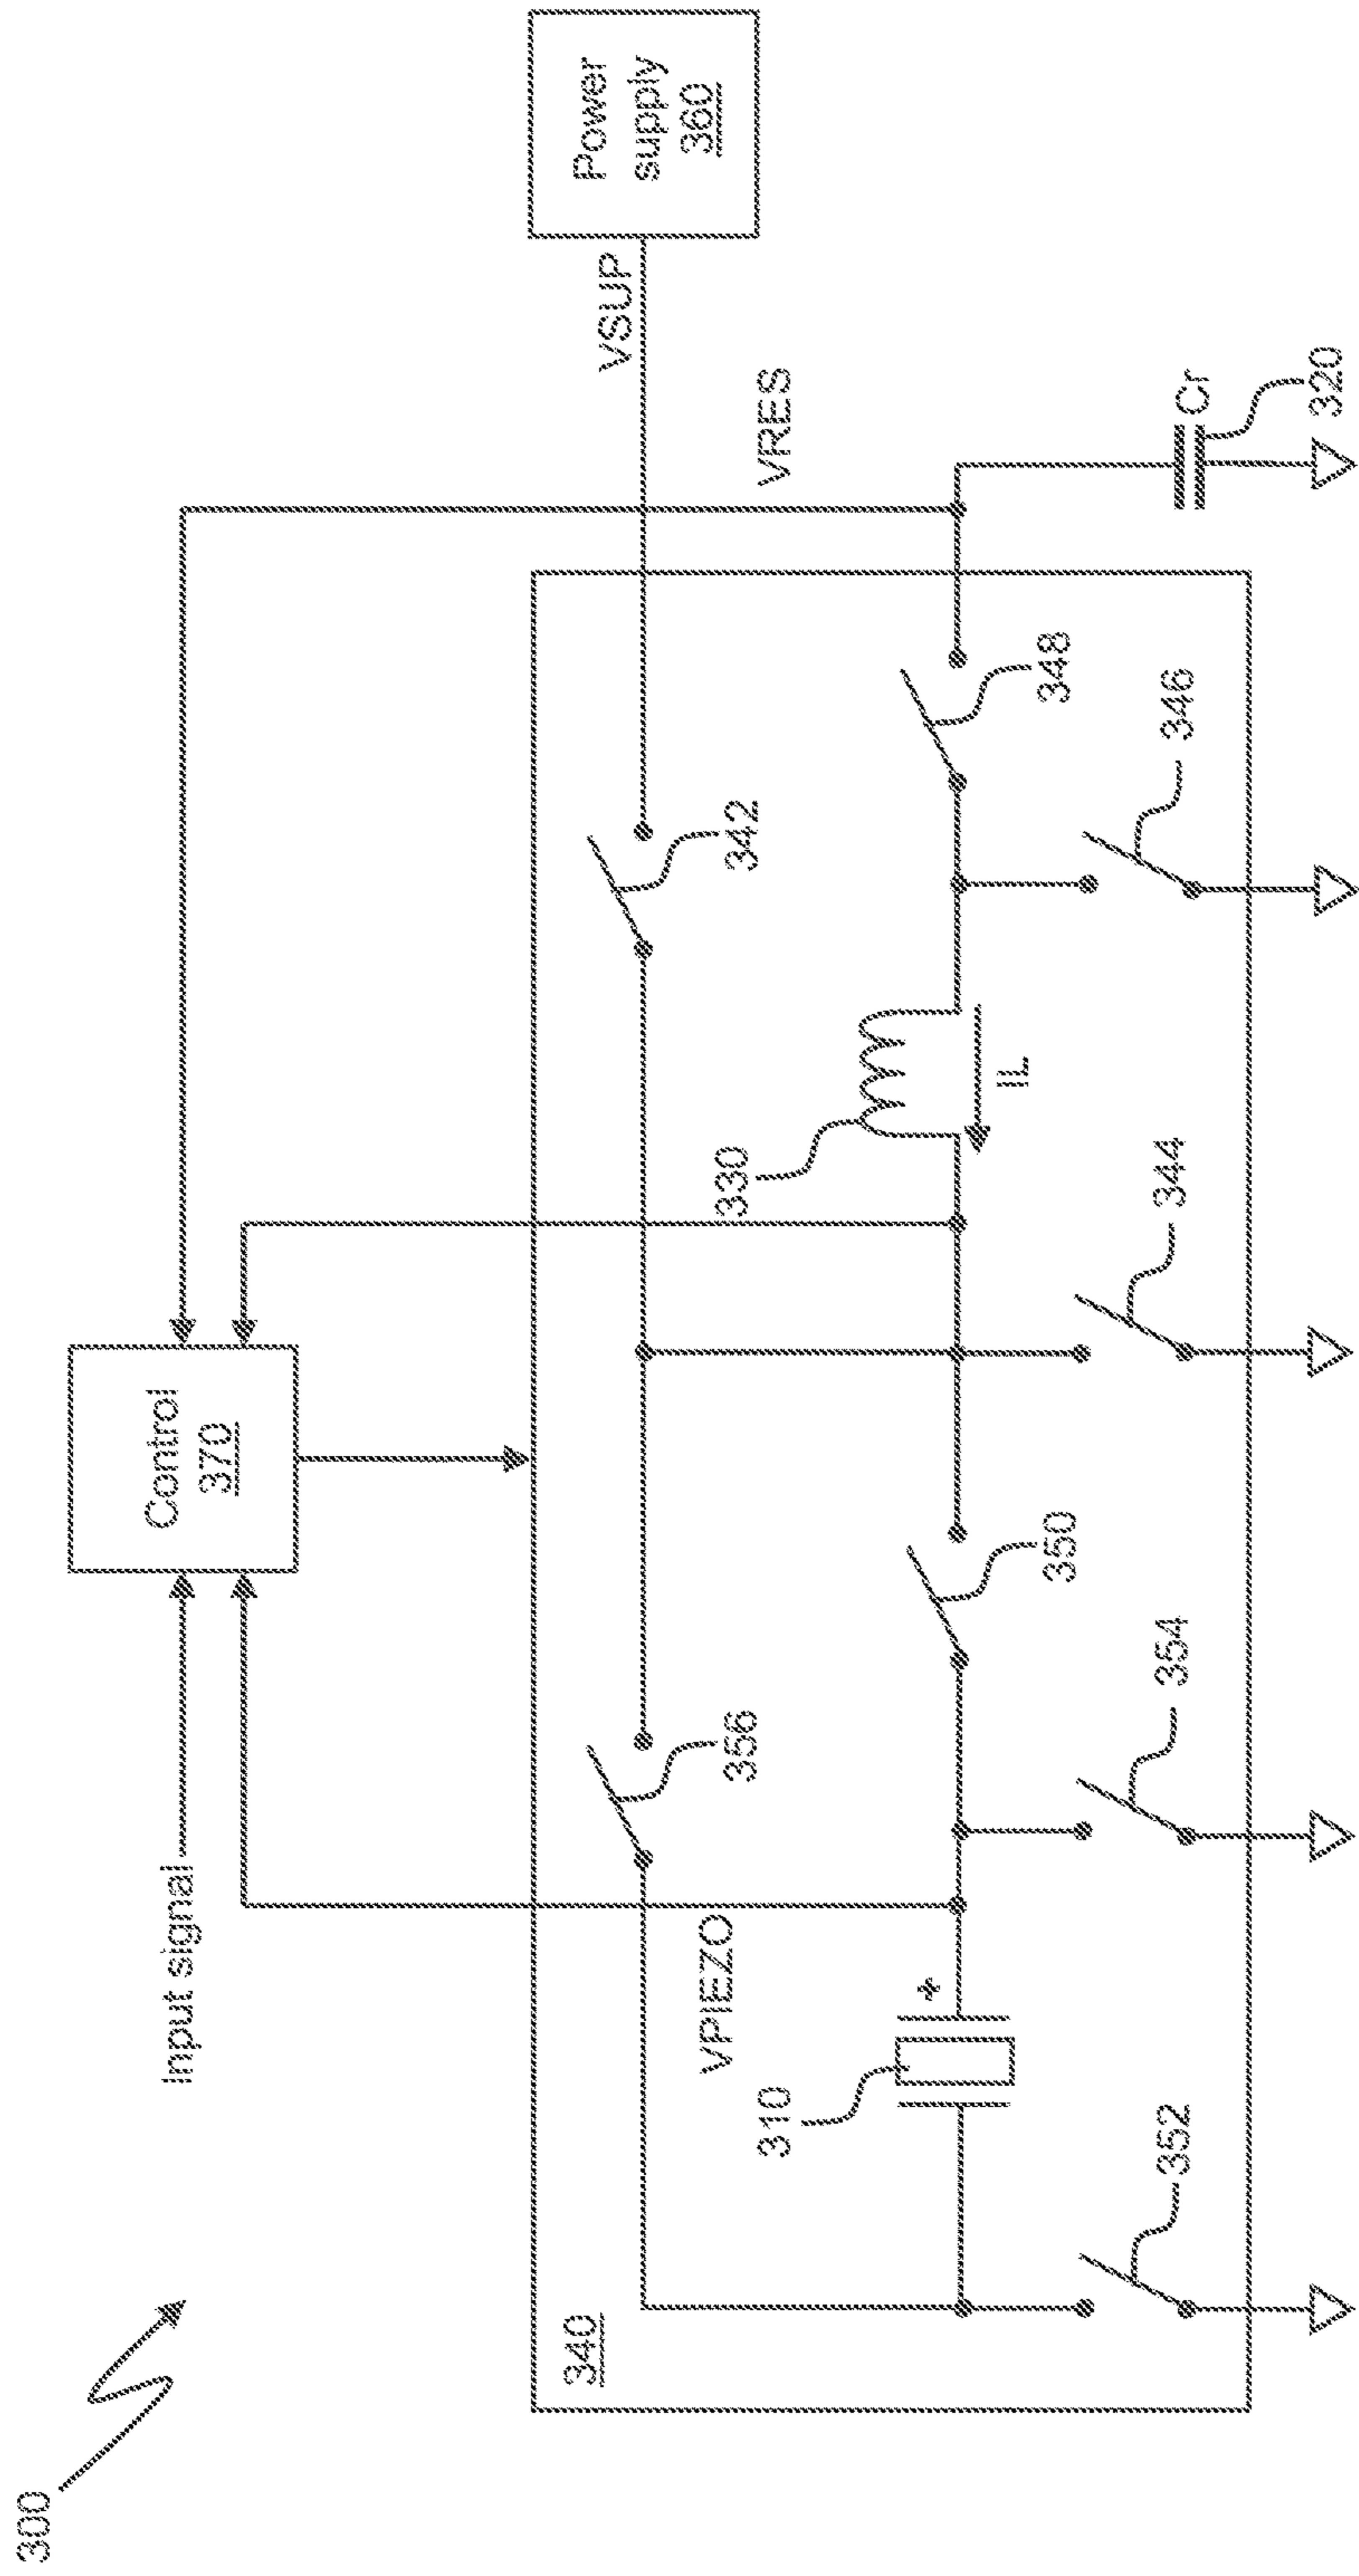 300
Input signal
Control
370
Power
supply
360
VSUP
VRES
340
VPIEZO
356
342
310
+
330
IL
350
348
352
354
344
346
Cr
320